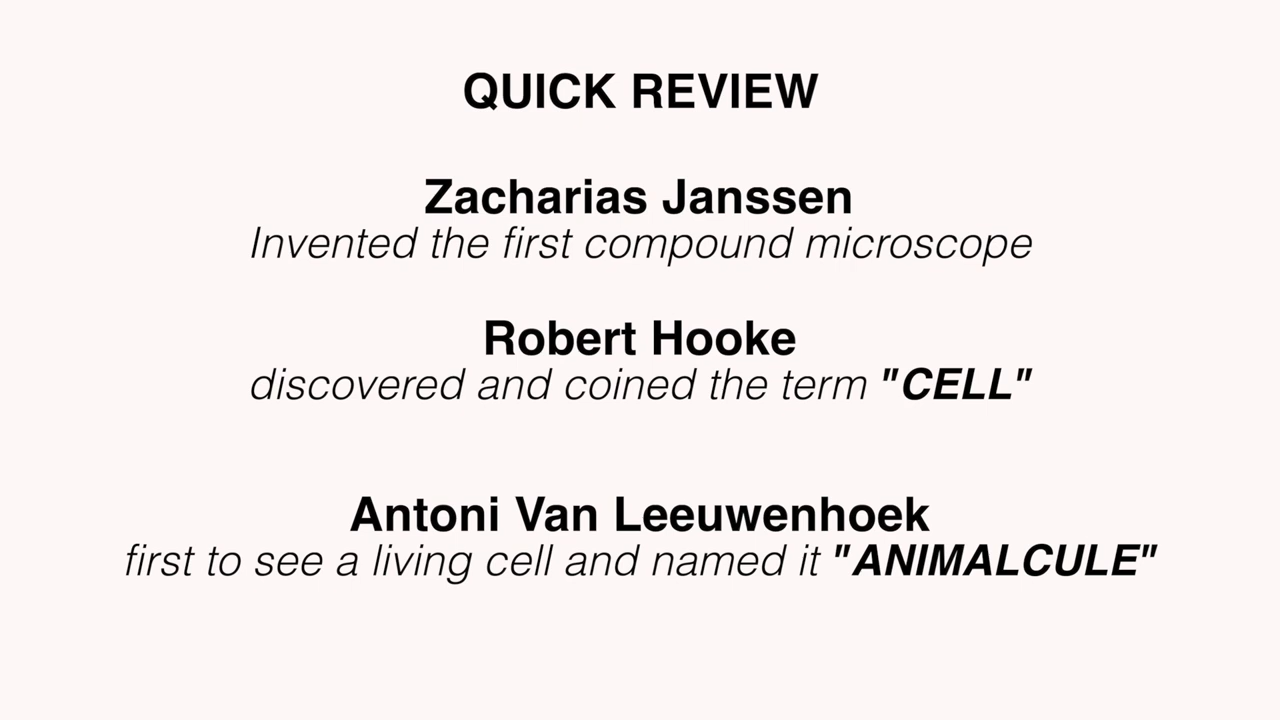 QUICK REVIEW
Zacharias Janssen
Invented the first compound microscope
Robert Hooke
discovered and coined the term "CELL"
Antoni Van Leeuwenhoek
first to see a living cell and named it "ANIMALCULE"